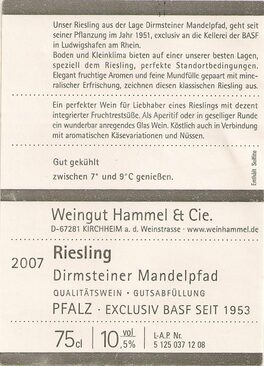 Unser Riesling aus der Lage Dirmsteiner Mandelpfad, geht seit
seiner Pflanzung im Jahr 1951, exclusiv an die Kellerei der BASF
in Ludwigshafen am Rhein.
Boden und Kleinklima bieten auf einer unserer besten Lagen,
speziell dem Riesling, perfekte Standortbedingungen.
Elegant fruchtige Aromen und feine Mundfülle gepaart mit mine-
ralischer Erfrischung, zeichnen diesen klassischen Riesling aus.
Ein perfekter Wein für Liebhaber eines Rieslings mit dezent
integrierter Fruchtrestsüße. Als Aperitif oder in geselliger Runde
ein wunderbar anregendes Glas Wein. Köstlich auch in Verbindung
mit aromatischen Käsevariationen und Nüssen.
Gut gekühlt
zwischen 7° und 9°C genießen.
Enthält Sulfite
Weingut Hammel & Cie.
D-67281 KIRCHHEIM a. d. Weinstrasse · www.weinhammel.de
2007 Riesling
Dirmsteiner Mandelpfad
QUALITÄTSWEIN · GUTSABFÜLLUNG
PFALZ · EXCLUSIV BASF SEIT 1953
75cl 10,5% vol L·A·P. Nr.
5 125 037 12 08